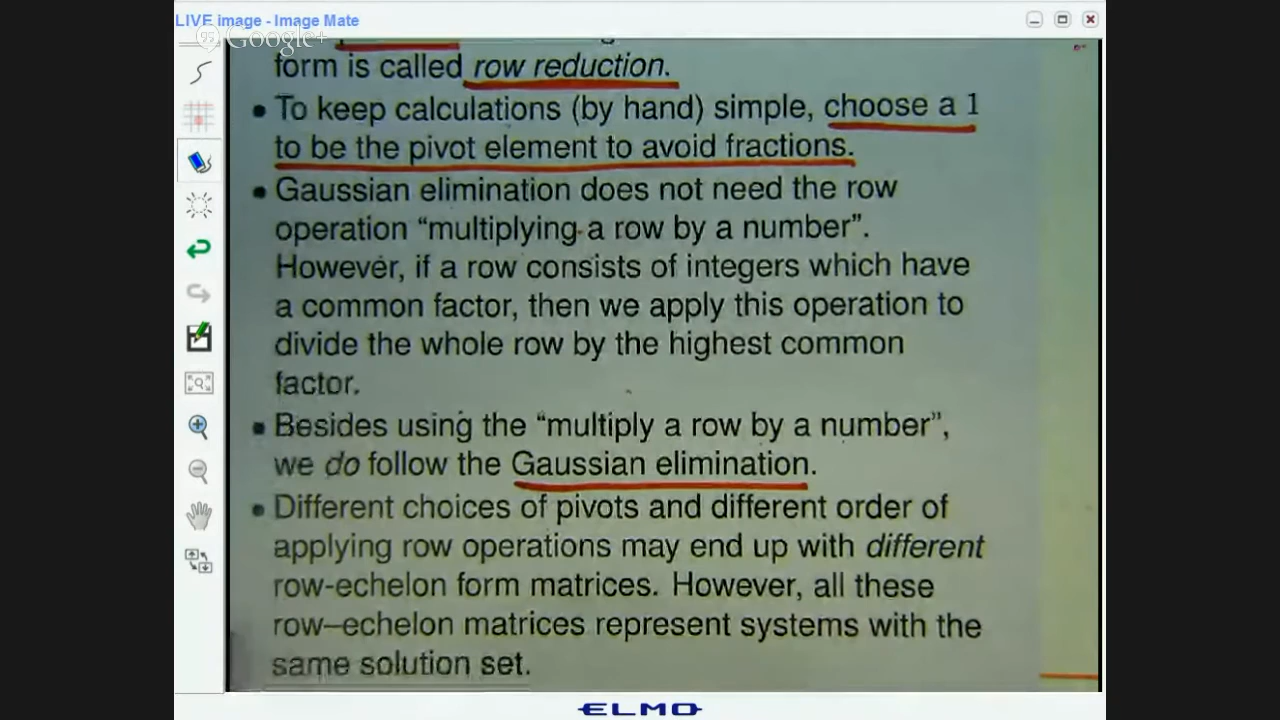 LIVE image - Image Mate
Google+
form is called row reduction.
• To keep calculations (by hand) simple, choose a 1
to be the pivot element to avoid fractions.
• Gaussian elimination does not need the row
operation “multiplying a row by a number”.
However, if a row consists of integers which have
a common factor, then we apply this operation to
divide the whole row by the highest common
factor.
• Besides using the “multiply a row by a number”,
we do follow the Gaussian elimination.
• Different choices of pivots and different order of
applying row operations may end up with different
row-echelon form matrices. However, all these
row–echelon matrices represent systems with the
same solution set.
ELMO